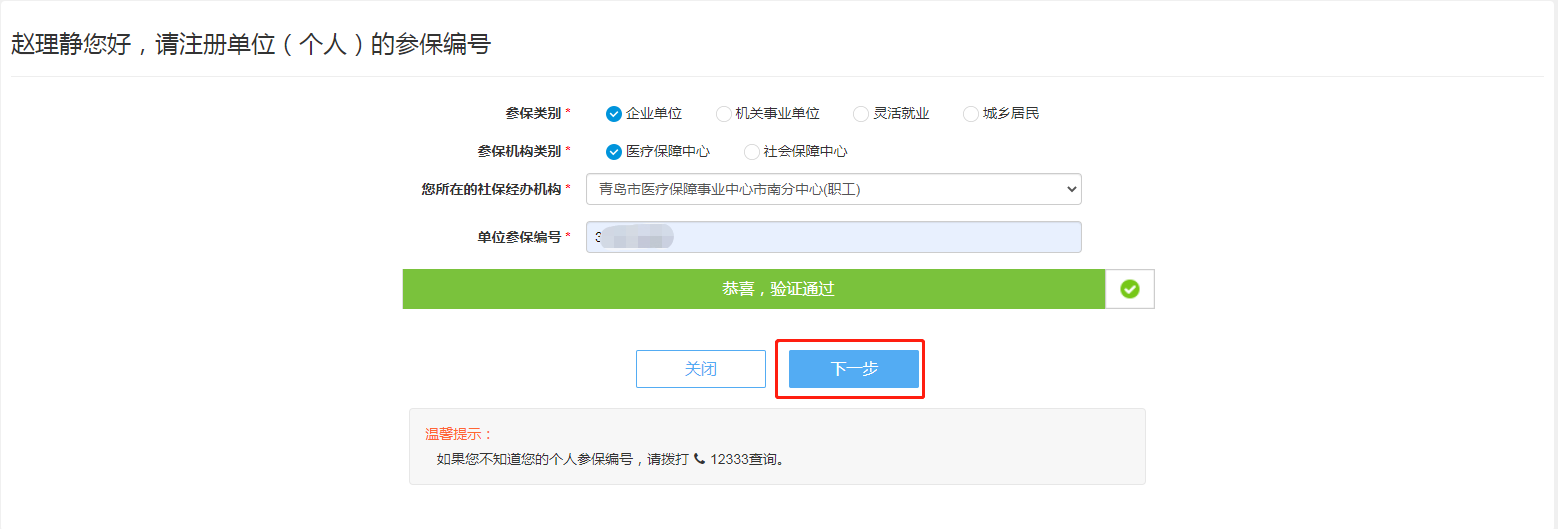 赵理静您好，请注册单位（个人）的参保编号
参保类别 * 企业单位 机关事业单位 灵活就业 城乡居民
参保机构类别 * 医疗保障中心 社会保障中心
您所在的社保经办机构 * 青岛市医疗保障事业中心市南分中心(职工)
单位参保编号 * 3
恭喜，验证通过
关闭 下一步
温馨提示：
如果您不知道您的个人参保编号，请拨打 12333查询。